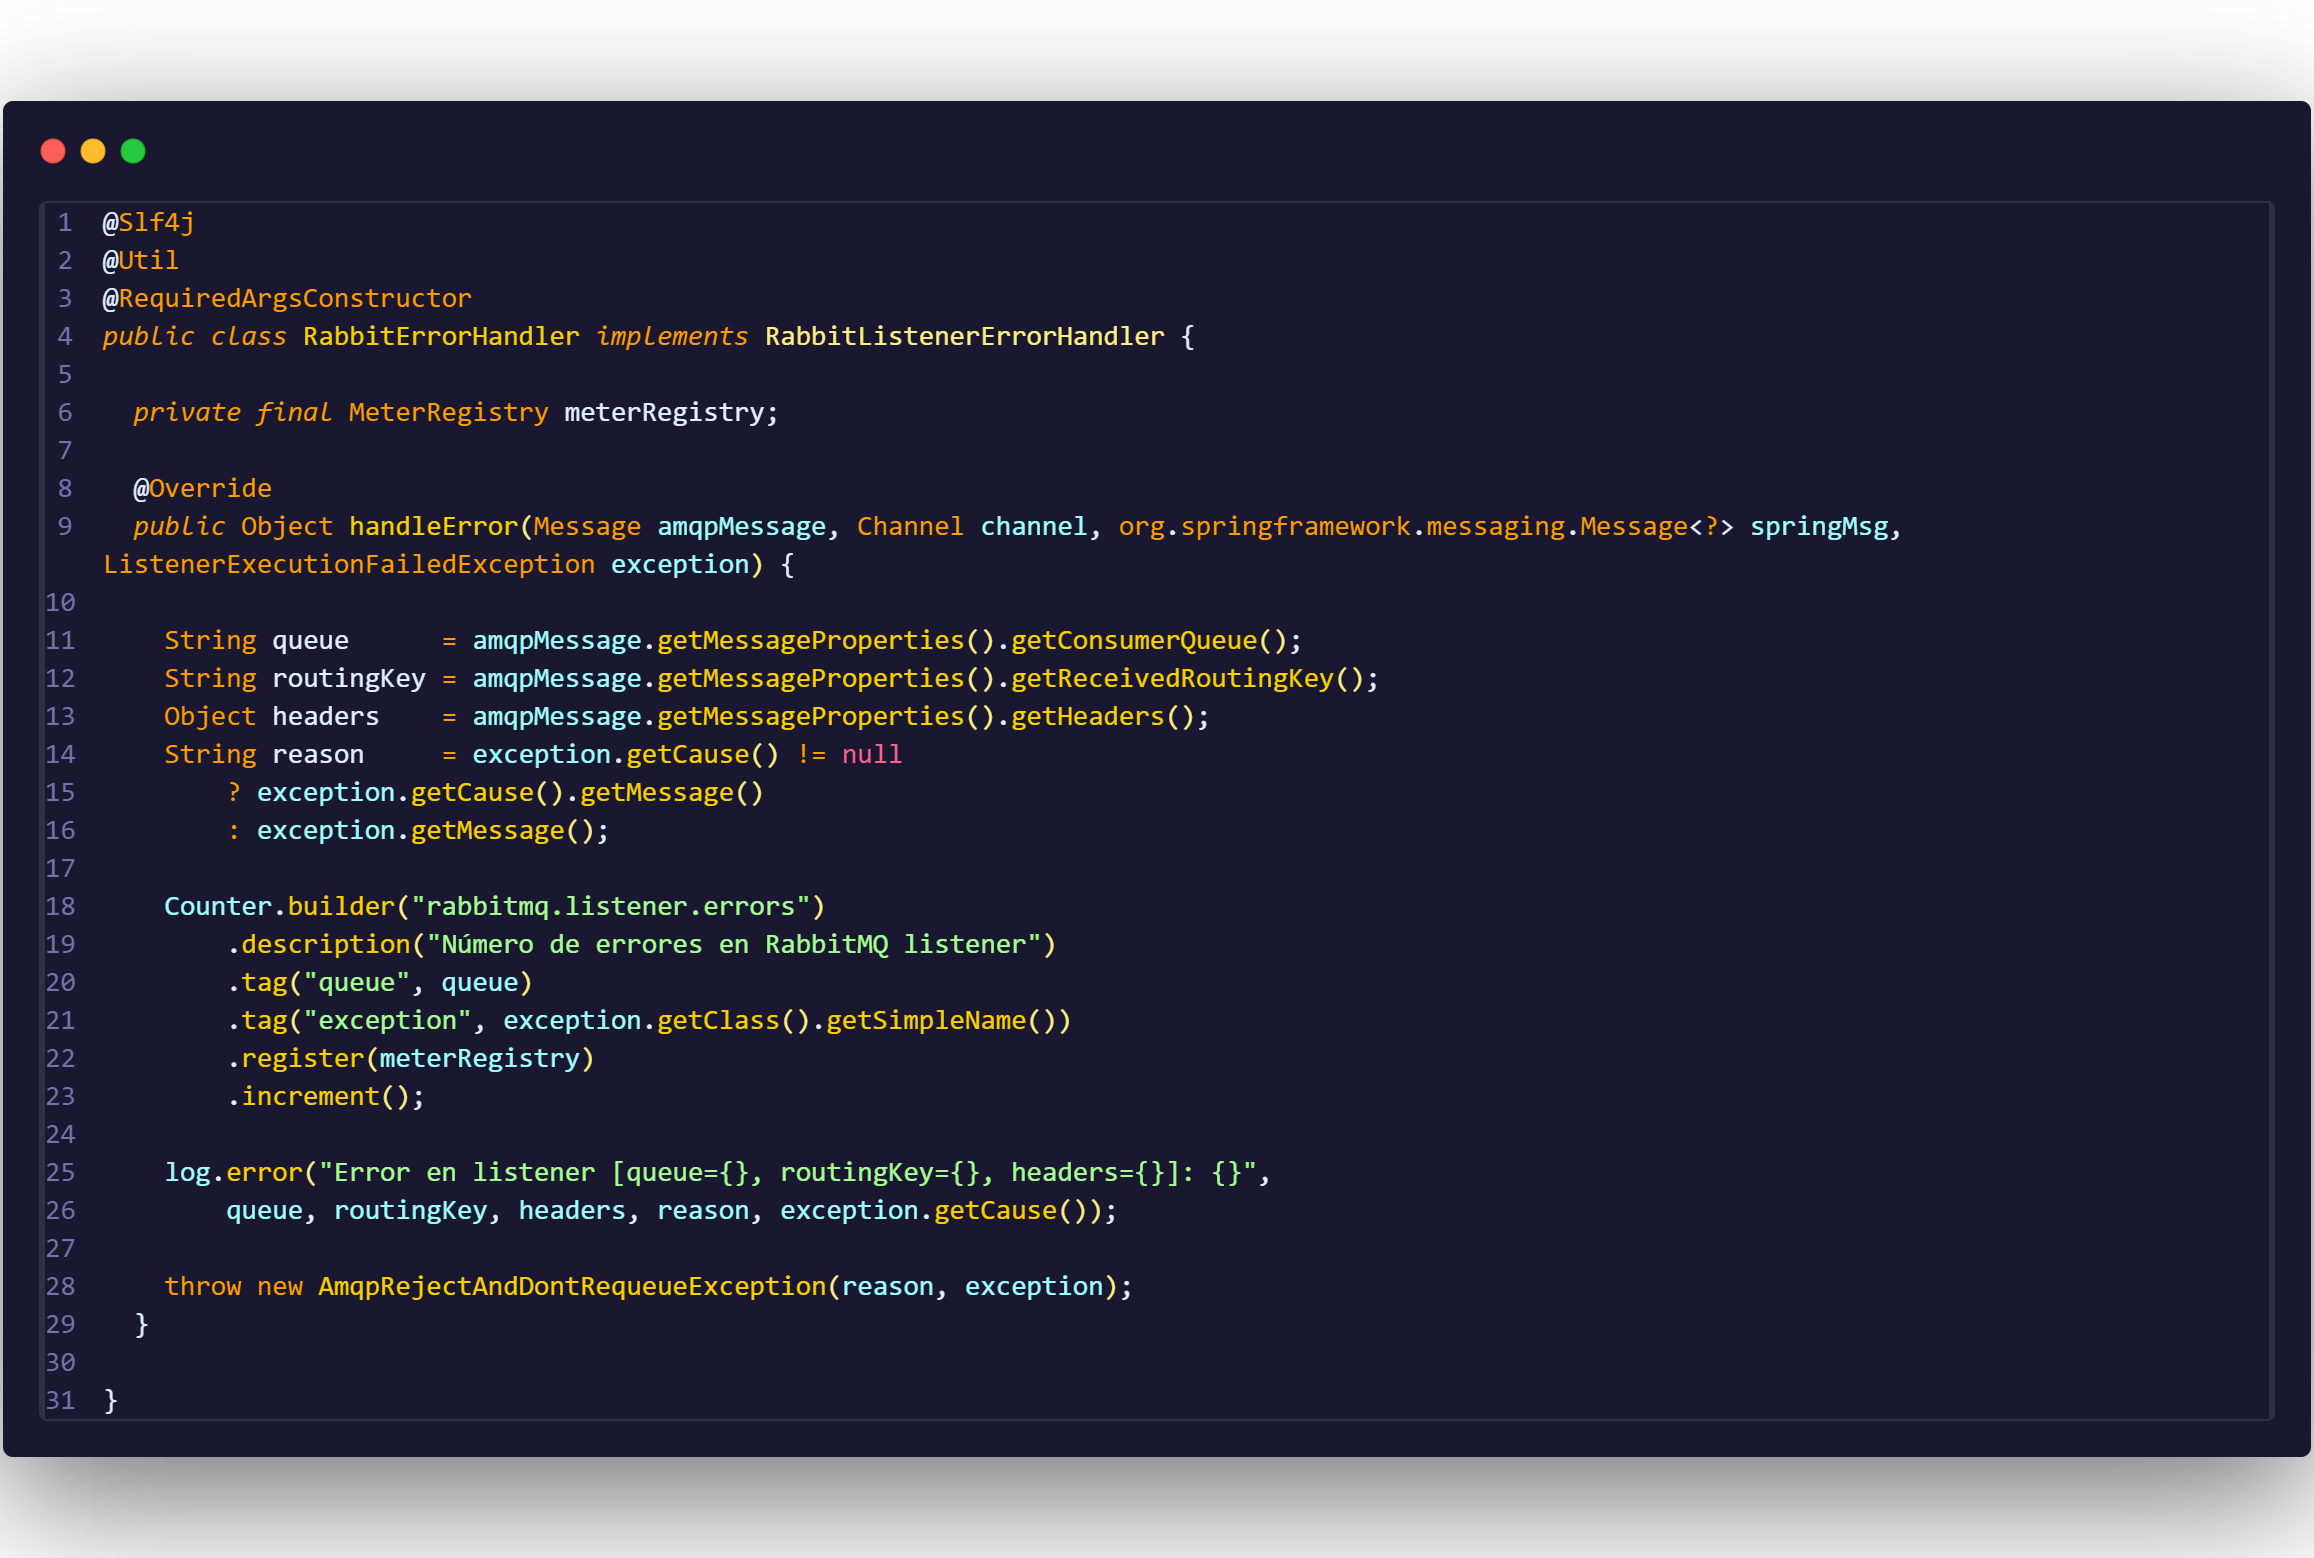 1 @Slf4j
2 @Util
3 @RequiredArgsConstructor
4 public class RabbitErrorHandler implements RabbitListenerErrorHandler {
5
6   private final MeterRegistry meterRegistry;
7
8   @Override
9   public Object handleError(Message amqpMessage, Channel channel, org.springframework.messaging.Message<?> springMsg,
ListenerExecutionFailedException exception) {
10
11     String queue      = amqpMessage.getMessageProperties().getConsumerQueue();
12     String routingKey = amqpMessage.getMessageProperties().getReceivedRoutingKey();
13     Object headers    = amqpMessage.getMessageProperties().getHeaders();
14     String reason     = exception.getCause() != null
15         ? exception.getCause().getMessage()
16         : exception.getMessage();
17
18     Counter.builder("rabbitmq.listener.errors")
19         .description("Número de errores en RabbitMQ listener")
20         .tag("queue", queue)
21         .tag("exception", exception.getClass().getSimpleName())
22         .register(meterRegistry)
23         .increment();
24
25     log.error("Error en listener [queue={}, routingKey={}, headers={}]: {}",
26         queue, routingKey, headers, reason, exception.getCause());
27
28     throw new AmqpRejectAndDontRequeueException(reason, exception);
29   }
30
31 }